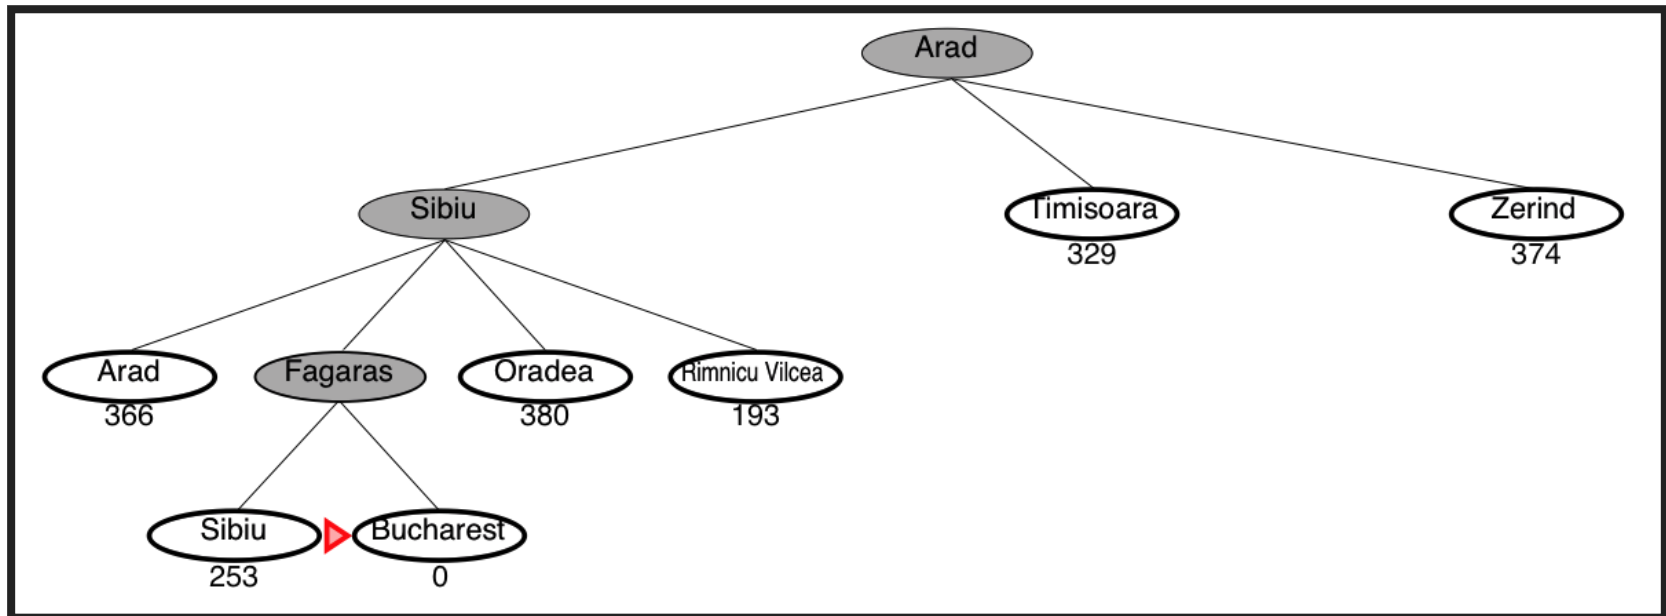 Arad
Sibiu
Timisoara
Zerind
329
374
Arad
Fagaras
Oradea
Rimnicu Vilcea
366
380
193
Sibiu
Bucharest
253
0